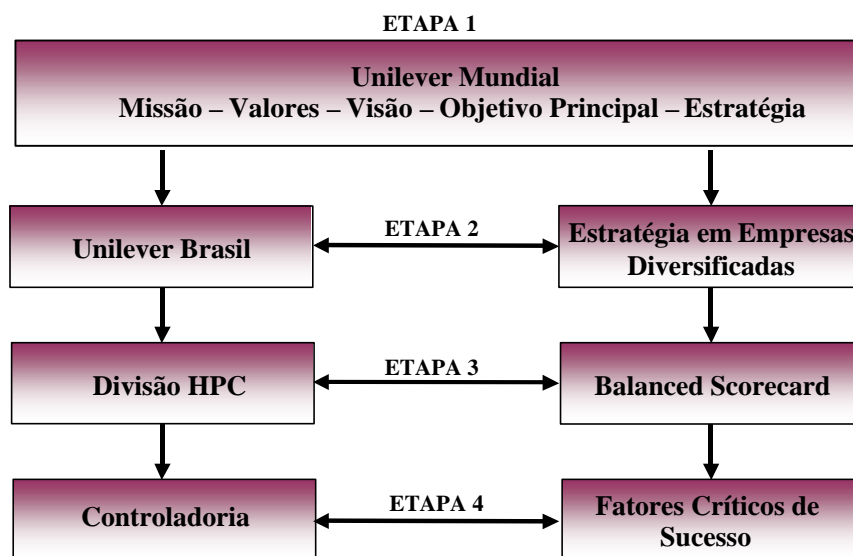 ETAPA 1
Unilever Mundial
Missão – Valores – Visão – Objetivo Principal – Estratégia
Unilever Brasil
ETAPA 2
Estratégia em Empresas
Diversificadas
Divisão HPC
ETAPA 3
Balanced Scorecard
Controladoria
ETAPA 4
Fatores Críticos de
Sucesso